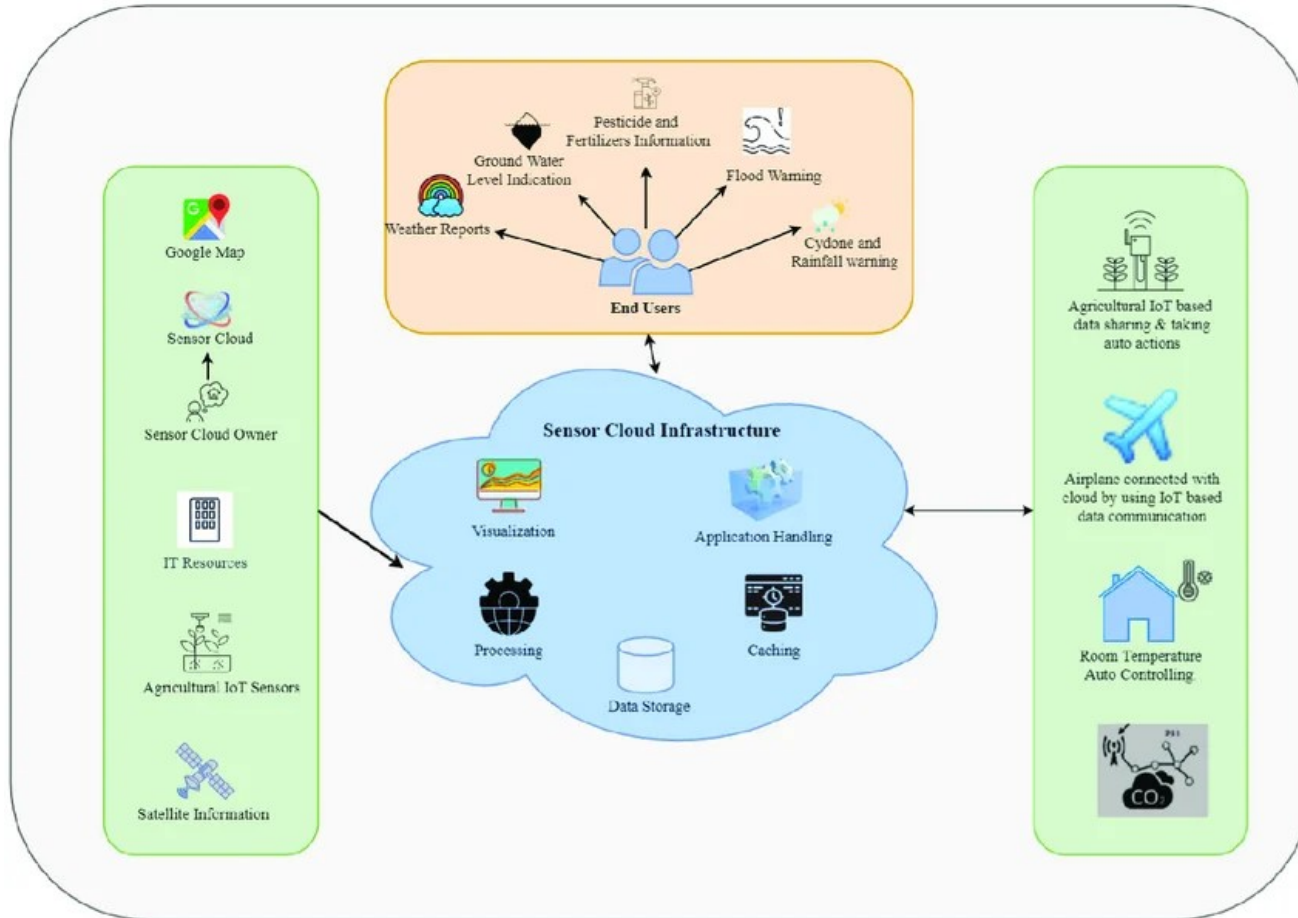 Pesticide and
Fertilizers Information
Ground Water
Level Indication
Flood Warning
Weather Reports
Cydone and
Rainfall warning
End Users
Google Map
Sensor Cloud
Sensor Cloud Owner
IT Resources
Agricultural IoT Sensors
Satellite Information
Sensor Cloud Infrastructure
Visualization
Application Handling
Processing
Caching
Data Storage
Agricultural IoT based
data sharing & taking
auto actions
Airplane connected with
cloud by using IoT based
data communication
Room Temperature
Auto Controlling
CO2